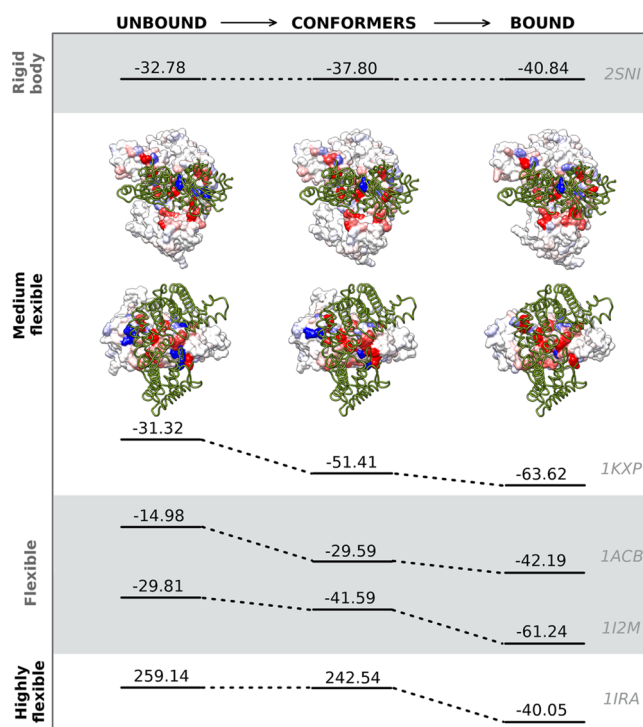 UNBOUND → CONFORMERS → BOUND
Rigid
body
-32.78 -37.80 -40.84 2SNI
Medium
flexible
-31.32 -51.41 -63.62 1KXP
Flexible
-14.98 -29.59 -42.19 1ACB
-29.81 -41.59 -61.24 1I2M
Highly
flexible
259.14 242.54 -40.05 1IRA